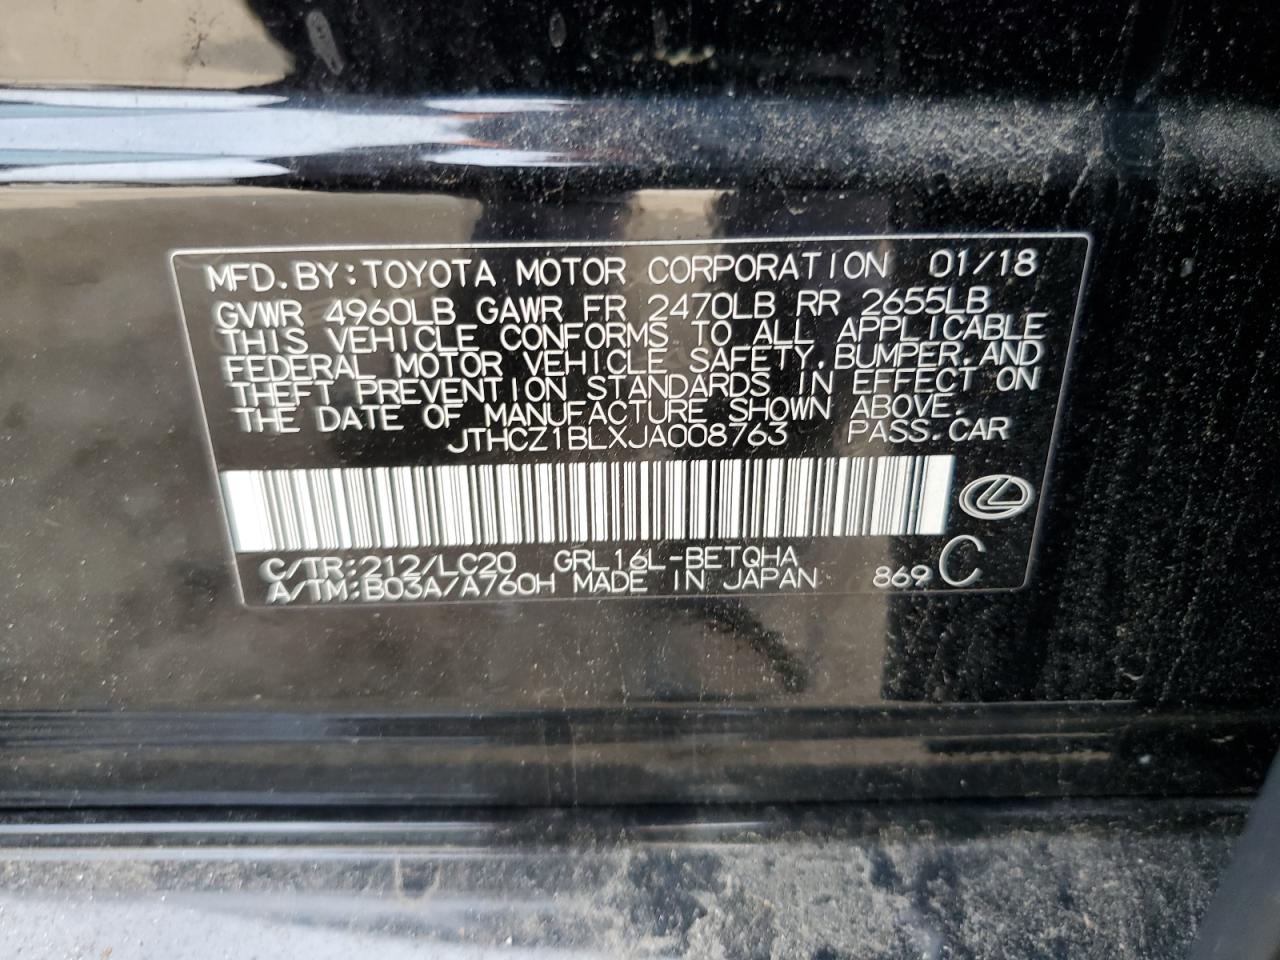 MFD.BY:TOYOTA MOTOR CORPORATION 01/18
GVWR 4960LB GAWR FR 2470LB RR 2655LB
THIS VEHICLE CONFORMS TO ALL APPLICABLE
FEDERAL MOTOR VEHICLE SAFETY,BUMPER,AND
THEFT PREVENTION STANDARDS IN EFFECT ON
THE DATE OF MANUFACTURE SHOWN ABOVE.
JTHCZ1BLXJA008763 PASS.CAR
C/TR:212/LC20 GRL16L-BETQHA
A/TM:B03A/A760H MADE IN JAPAN 869 C